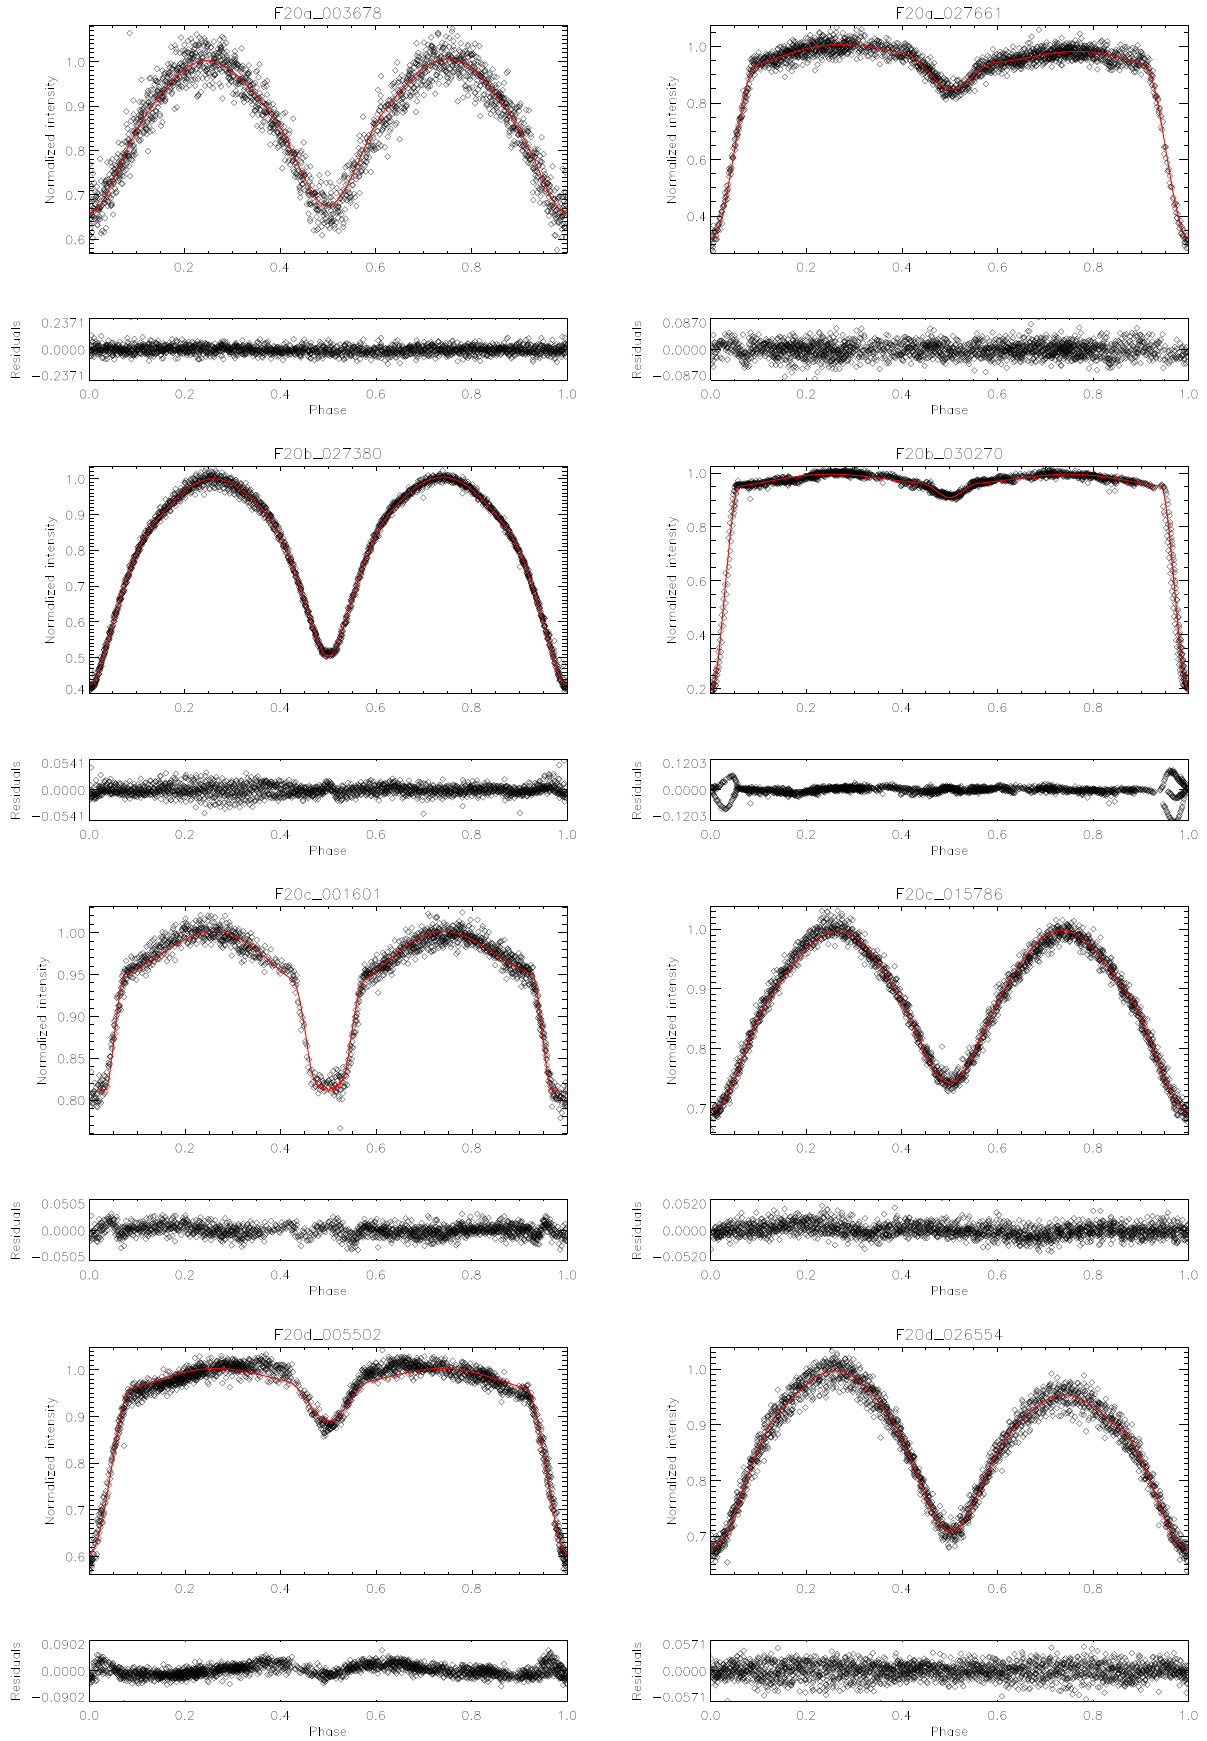 F20a_003678
Normalized intensity
1.0
0.9
0.8
0.7
0.6
0.2 0.4 0.6 0.8
Residuals
0.2371
0.0000
−0.2371
0.0 0.2 0.4 0.6 0.8 1.0
Phase
F20a_027661
Normalized intensity
1.0
0.8
0.6
0.4
0.2 0.4 0.6 0.8
Residuals
0.0870
0.0000
−0.0870
0.0 0.2 0.4 0.6 0.8 1.0
Phase
F20b_027380
Normalized intensity
1.0
0.9
0.8
0.7
0.6
0.5
0.4
0.2 0.4 0.6 0.8
Residuals
0.0541
0.0000
−0.0541
0.0 0.2 0.4 0.6 0.8 1.0
Phase
F20b_030270
Normalized intensity
1.0
0.8
0.6
0.4
0.2
0.2 0.4 0.6 0.8
Residuals
0.1203
0.0000
−0.1203
0.0 0.2 0.4 0.6 0.8 1.0
Phase
F20c_001601
Normalized intensity
1.00
0.95
0.90
0.85
0.80
0.2 0.4 0.6 0.8
Residuals
0.0505
0.0000
−0.0505
0.0 0.2 0.4 0.6 0.8 1.0
Phase
F20c_015786
Normalized intensity
1.0
0.9
0.8
0.7
0.2 0.4 0.6 0.8
Residuals
0.0520
0.0000
−0.0520
0.0 0.2 0.4 0.6 0.8 1.0
Phase
F20d_005502
Normalized intensity
1.0
0.9
0.8
0.7
0.6
0.2 0.4 0.6 0.8
Residuals
0.0902
0.0000
−0.0902
0.0 0.2 0.4 0.6 0.8 1.0
Phase
F20d_026554
Normalized intensity
1.0
0.9
0.8
0.7
0.2 0.4 0.6 0.8
Residuals
0.0571
0.0000
−0.0571
0.0 0.2 0.4 0.6 0.8 1.0
Phase